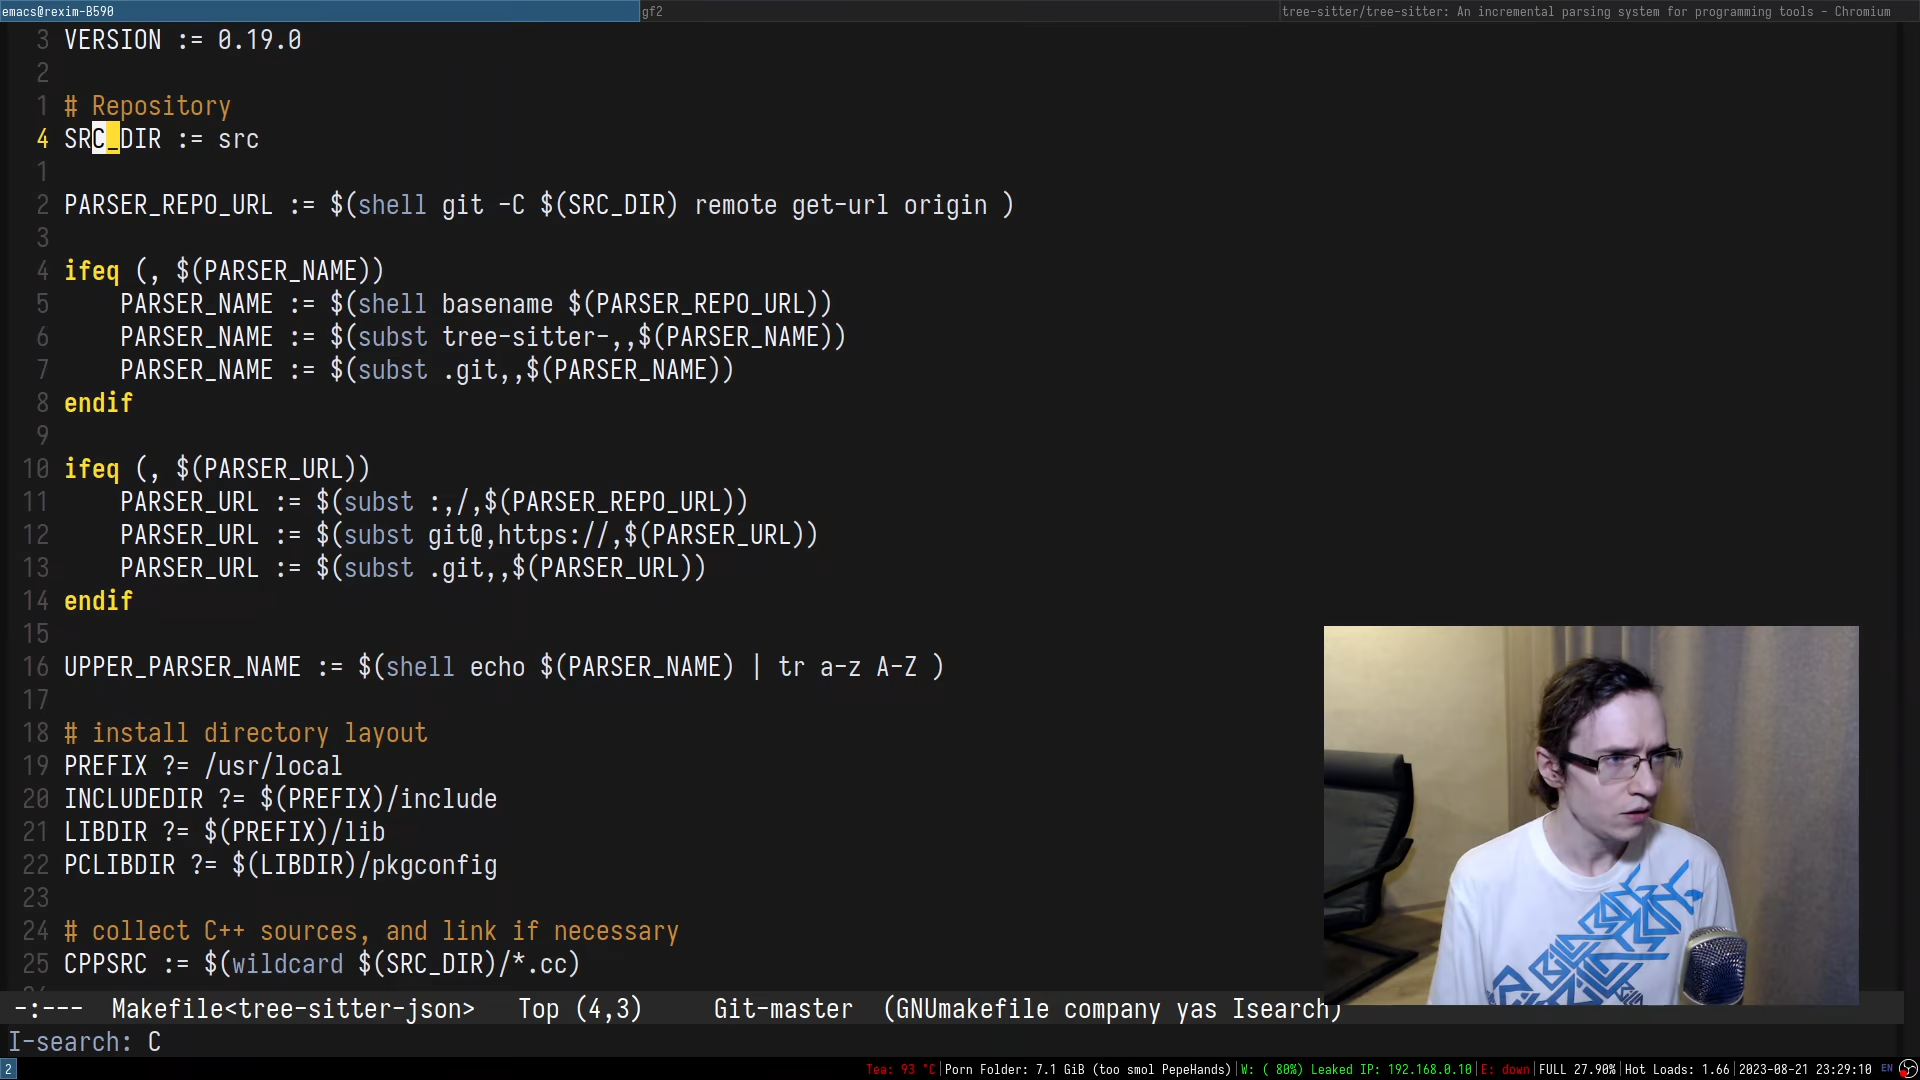 emacs@rexim-B590 gf2 tree-sitter/tree-sitter: An incremental parsing system for programming tools - Chromium
3 VERSION := 0.19.0
2
1 # Repository
4 SRC_DIR := src
1
2 PARSER_REPO_URL := $(shell git -C $(SRC_DIR) remote get-url origin )
3
4 ifeq (, $(PARSER_NAME))
5 PARSER_NAME := $(shell basename $(PARSER_REPO_URL))
6 PARSER_NAME := $(subst tree-sitter-,,$(PARSER_NAME))
7 PARSER_NAME := $(subst .git,,$(PARSER_NAME))
8 endif
9
10 ifeq (, $(PARSER_URL))
11 PARSER_URL := $(subst :,/,$(PARSER_REPO_URL))
12 PARSER_URL := $(subst git@,https://,$(PARSER_URL))
13 PARSER_URL := $(subst .git,,$(PARSER_URL))
14 endif
15
16 UPPER_PARSER_NAME := $(shell echo $(PARSER_NAME) | tr a-z A-Z )
17
18 # install directory layout
19 PREFIX ?= /usr/local
20 INCLUDEDIR ?= $(PREFIX)/include
21 LIBDIR ?= $(PREFIX)/lib
22 PCLIBDIR ?= $(LIBDIR)/pkgconfig
23
24 # collect C++ sources, and link if necessary
25 CPPSRC := $(wildcard $(SRC_DIR)/*.cc)
-:--- Makefile<tree-sitter-json> Top (4,3) Git-master (GNUmakefile company yas Isearch)
I-search: C
2 Tea: 93 °C|Porn Folder: 7.1 GiB (too smol PepeHands)|W: ( 80%) Leaked IP: 192.168.0.10|E: down|FULL 27.90%|Hot Loads: 1.66|2023-08-21 23:29:10 EN